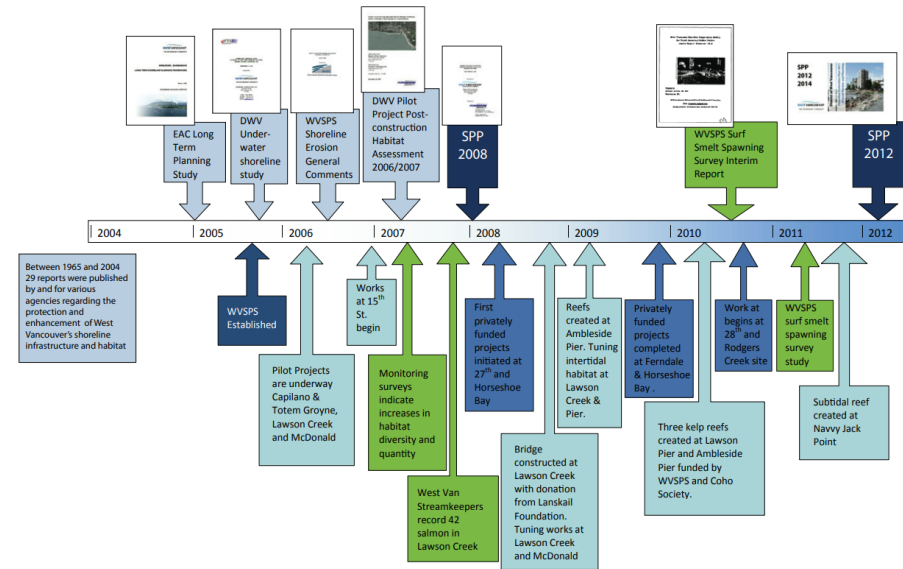 EAC Long
Term
Planning
Study
DWV
Under-
water
shoreline
study
WVSPS
Shoreline
Erosion
General
Comments
DWV Pilot
Project Post-
construction
Habitat
Assessment
2006/2007
SPP
2008
WVSPS Surf
Smelt Spawning
Survey Interim
Report
SPP
2012
2014
SPP
2012
2004
2005
2006
2007
2008
2009
2010
2011
2012
Between 1965 and 2004
29 reports were published
by and for various
agencies regarding the
protection and
enhancement of West
Vancouver’s shoreline
infrastructure and habitat
WVSPS
Established
Pilot Projects
are underway
Capilano &
Totem Groyne,
Lawson Creek
and McDonald
Works
at 15th
St. begin
Monitoring
surveys
indicate
increases in
habitat
diversity and
quantity
West Van
Streamkeepers
record 42
salmon in
Lawson Creek
First
privately
funded
projects
initiated at
27th and
Horseshoe
Bay
Bridge
constructed at
Lawson Creek
with donation
from Lanskail
Foundation.
Tuning works at
Lawson Creek
and McDonald
Reefs
created at
Ambleside
Pier. Tuning
intertidal
habitat at
Lawson
Creek &
Pier.
Privately
funded
projects
completed at
Ferndale &
Horseshoe
Bay .
Three kelp reefs
created at Lawson
Pier and Ambleside
Pier funded by
WVSPS and Coho
Society.
Work at
begins at
28th and
Rodgers
Creek site
WVSPS
surf smelt
spawning
survey
study
Subtidal reef
created at
Navvy Jack
Point